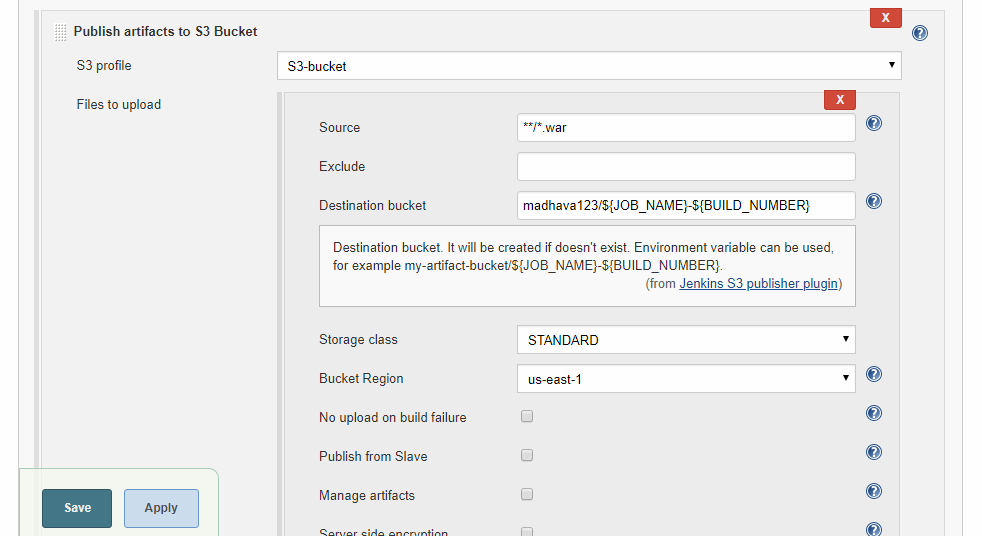 Publish artifacts to S3 Bucket
X
S3 profile
S3-bucket
Files to upload
X
Source
**/*.war
Exclude
Destination bucket
madhava123/${JOB_NAME}-${BUILD_NUMBER}
Destination bucket. It will be created if doesn't exist. Environment variable can be used,
for example my-artifact-bucket/${JOB_NAME}-${BUILD_NUMBER}.
(from Jenkins S3 publisher plugin)
Storage class
STANDARD
Bucket Region
us-east-1
No upload on build failure
Publish from Slave
Manage artifacts
Server side encryption
Save
Apply